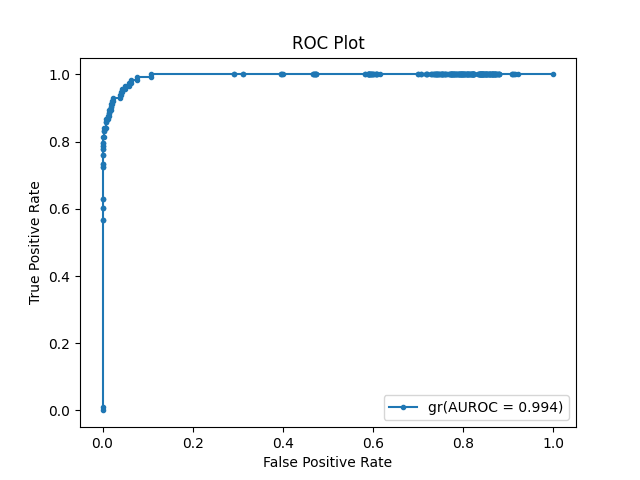 ROC Plot
True Positive Rate
1.0
0.8
0.6
0.4
0.2
0.0
gr(AUROC = 0.994)
0.0 0.2 0.4 0.6 0.8 1.0
False Positive Rate